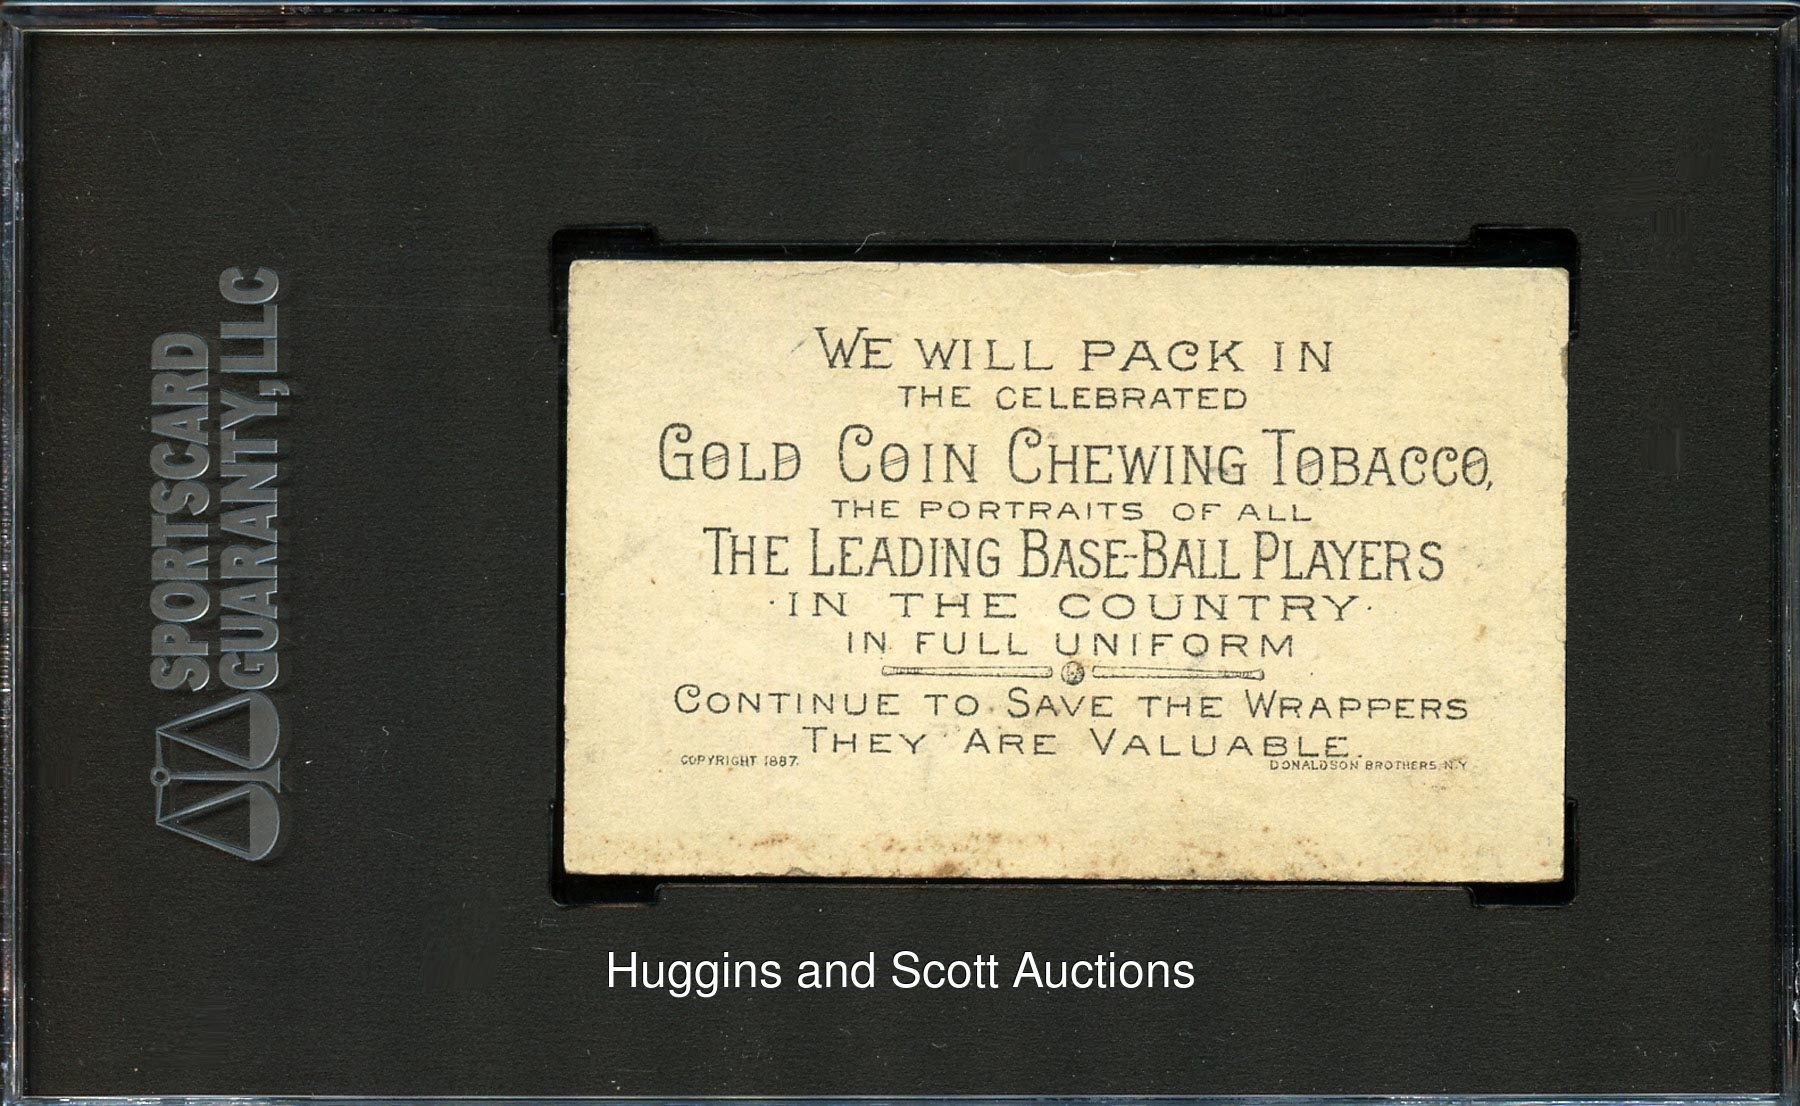 SPORTSCARD
GUARANTY, LLC
WE WILL PACK IN
THE CELEBRATED
GOLD COIN CHEWING TOBACCO,
THE PORTRAITS OF ALL
THE LEADING BASE-BALL PLAYERS
·IN THE COUNTRY·
IN FULL UNIFORM
CONTINUE TO SAVE THE WRAPPERS
THEY ARE VALUABLE.
COPYRIGHT 1887.
DONALDSON BROTHERS, N.Y
Huggins and Scott Auctions